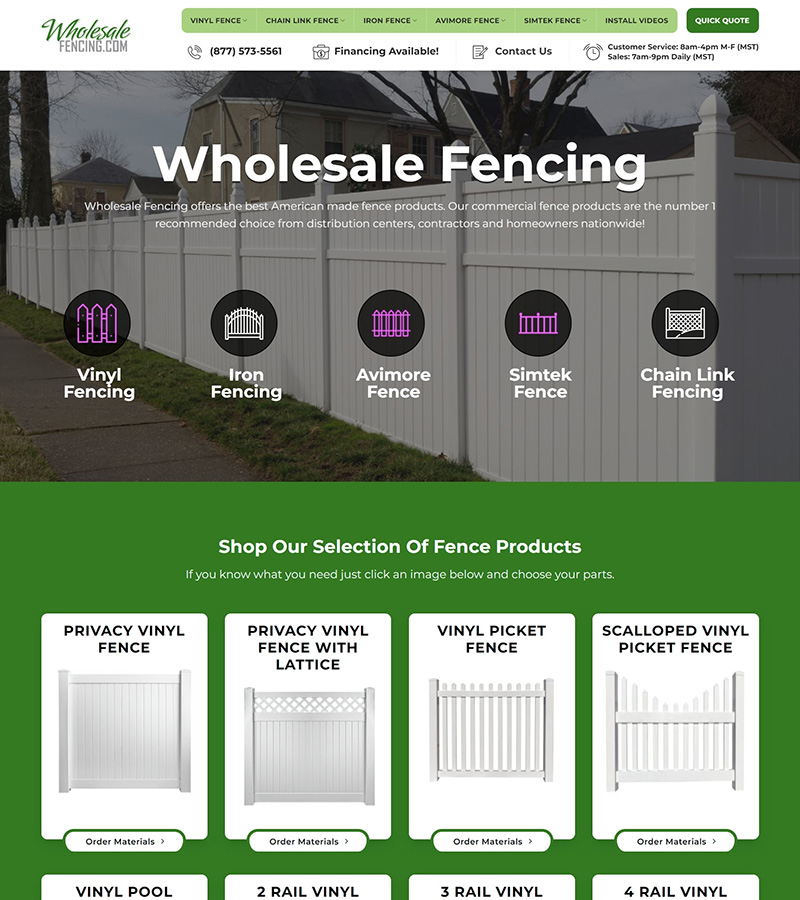 Wholesale
FENCING.COM
VINYL FENCE
CHAIN LINK FENCE
IRON FENCE
AVIMORE FENCE
SIMTEK FENCE
INSTALL VIDEOS
QUICK QUOTE
(877) 573-5561
Financing Available!
Contact Us
Customer Service: 8am-4pm M-F (MST)
Sales: 7am-9pm Daily (MST)
Wholesale Fencing
Wholesale Fencing offers the best American made fence products. Our commercial fence products are the number 1
recommended choice from distribution centers, contractors and homeowners nationwide!
Vinyl
Fencing
Iron
Fencing
Avimore
Fence
Simtek
Fence
Chain Link
Fencing
Shop Our Selection Of Fence Products
If you know what you need just click an image below and choose your parts.
PRIVACY VINYL
FENCE
Order Materials
PRIVACY VINYL
FENCE WITH
LATTICE
Order Materials
VINYL PICKET
FENCE
Order Materials
SCALLOPED VINYL
PICKET FENCE
Order Materials
VINYL POOL
2 RAIL VINYL
3 RAIL VINYL
4 RAIL VINYL